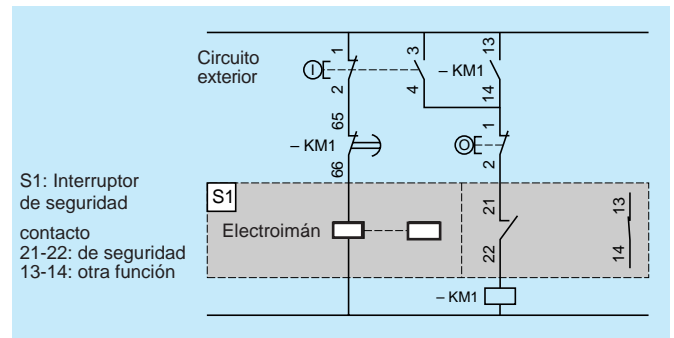 Circuito
exterior
1
3
13
I
– KM1
2
4
14
65
1
– KM1
O
66
2
S1: Interruptor
de seguridad
contacto
21-22: de seguridad
13-14: otra función
S1
Electroimán
21
13
22
14
– KM1